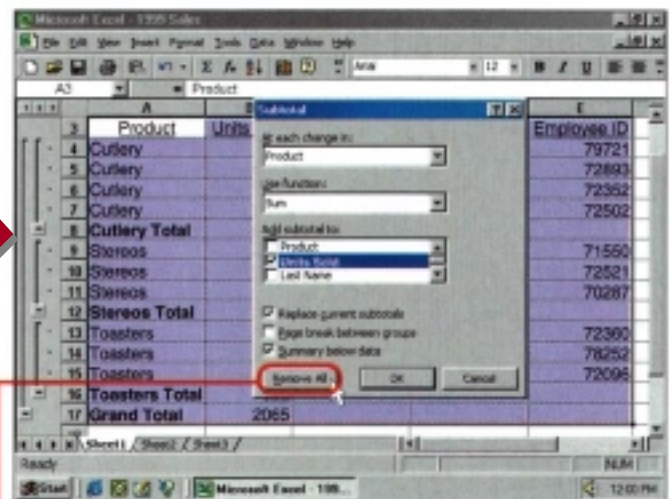 Microsoft Excel - 1999 Sales
File Edit View Insert Format Tools Data Window Help
Arial 12 B I U
A3 = Product
1 2 3 A E
3 Product Units Employee ID
4 Cutlery 79721
5 Cutlery 72893
6 Cutlery 72362
7 Cutlery 72502
8 Cutlery Total
9 Stereos 71550
10 Stereos 72521
11 Stereos 70287
12 Stereos Total
13 Toasters 72360
14 Toasters 78252
15 Toasters 72096
16 Toasters Total
17 Grand Total 2065
Subtotal
At each change in:
Product
Use function:
Sum
Add subtotal to:
Product
Units Sold
Last Name
Replace current subtotals
Page break between groups
Summary below data
Remove All OK Cancel
Sheet1 / Sheet2 / Sheet3 /
Ready NUM
Start Microsoft Excel - 199... 12:00 PM